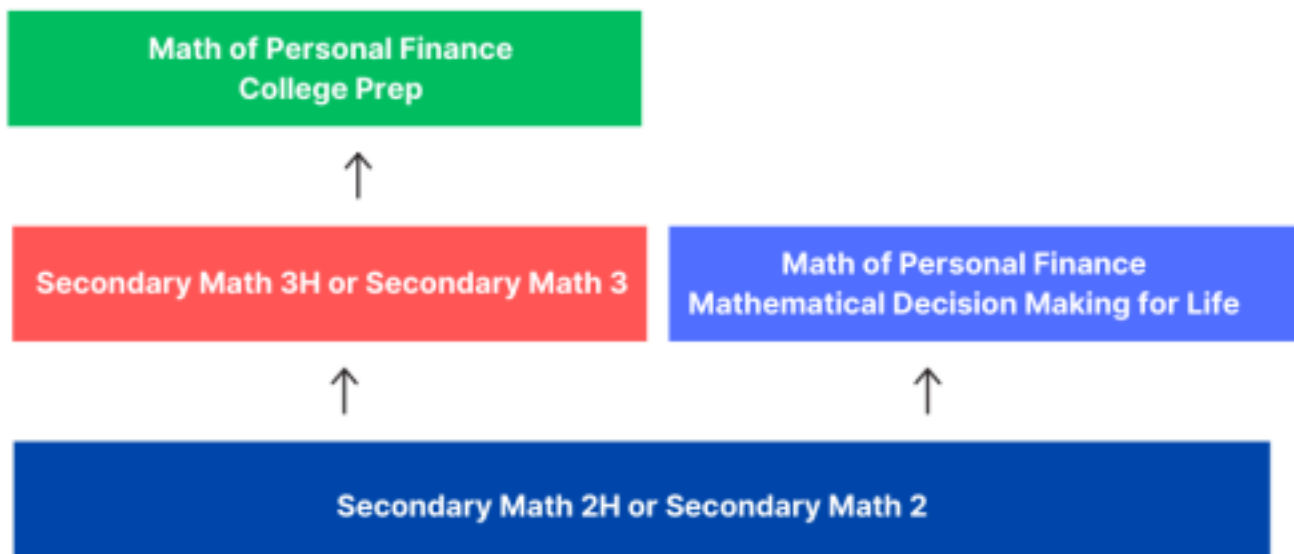 Math of Personal Finance
College Prep
Secondary Math 3H or Secondary Math 3
Math of Personal Finance
Mathematical Decision Making for Life
Secondary Math 2H or Secondary Math 2